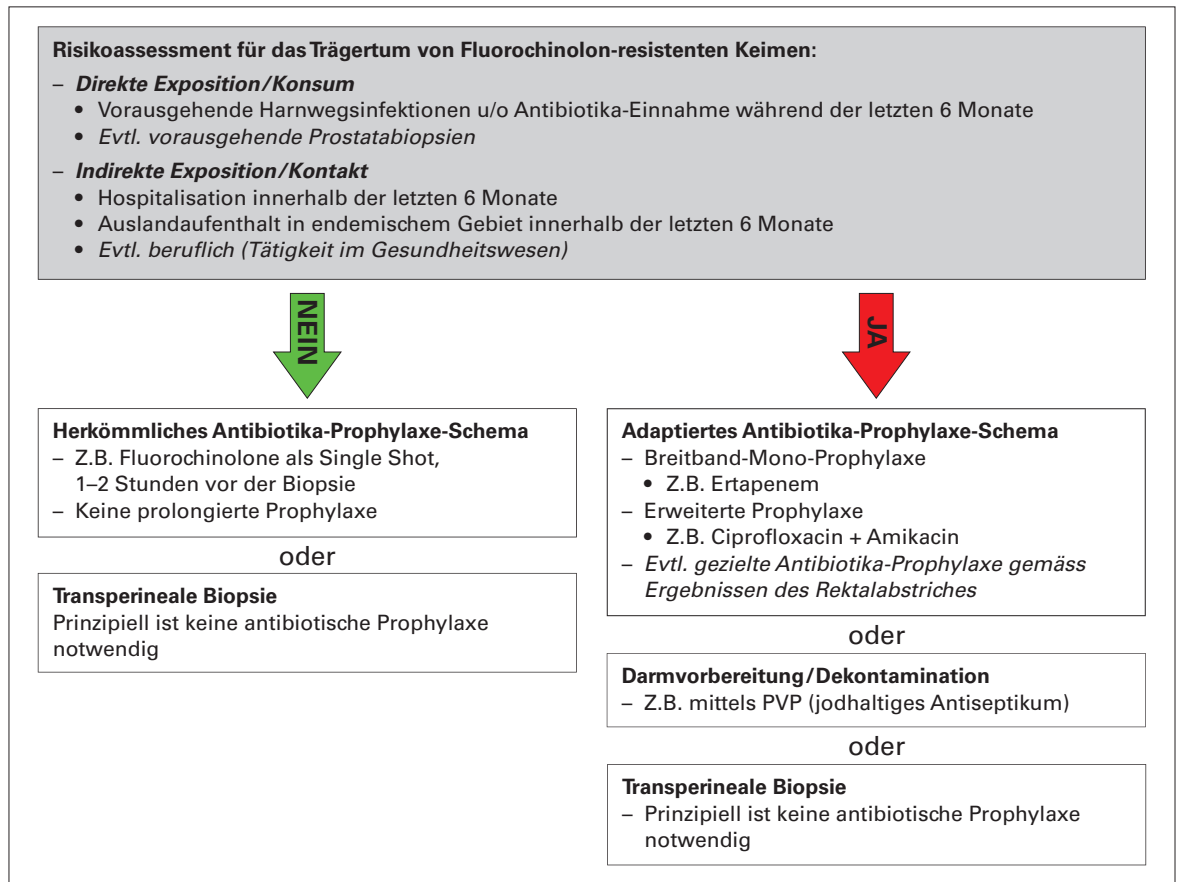 Risikoassessment für das Trägertum von Fluorochinolon-resistenten Keimen:
– Direkte Exposition/Konsum
• Vorausgehende Harnwegsinfektionen u/o Antibiotika-Einnahme während der letzten 6 Monate
• Evtl. vorausgehende Prostatabiopsien
– Indirekte Exposition/Kontakt
• Hospitalisation innerhalb der letzten 6 Monate
• Auslandaufenthalt in endemischem Gebiet innerhalb der letzten 6 Monate
• Evtl. beruflich (Tätigkeit im Gesundheitswesen)
NEIN
Herkömmliches Antibiotika-Prophylaxe-Schema
– Z.B. Fluorochinolone als Single Shot,
1–2 Stunden vor der Biopsie
– Keine prolongierte Prophylaxe
oder
Transperineale Biopsie
Prinzipiell ist keine antibiotische Prophylaxe
notwendig
JA
Adaptiertes Antibiotika-Prophylaxe-Schema
– Breitband-Mono-Prophylaxe
• Z.B. Ertapenem
– Erweiterte Prophylaxe
• Z.B. Ciprofloxacin + Amikacin
– Evtl. gezielte Antibiotika-Prophylaxe gemäss
Ergebnissen des Rektalabstriches
oder
Darmvorbereitung/Dekontamination
– Z.B. mittels PVP (jodhaltiges Antiseptikum)
oder
Transperineale Biopsie
– Prinzipiell ist keine antibiotische Prophylaxe
notwendig